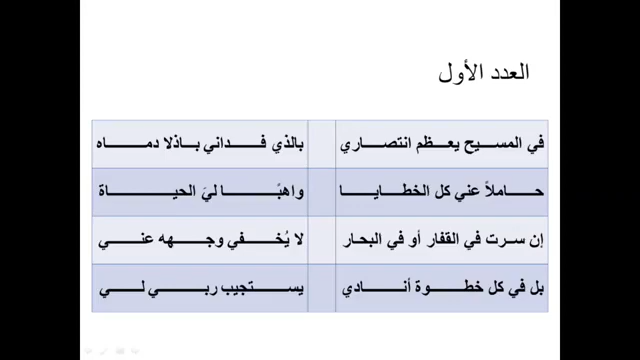 العدد الأول
في المسيح يعظم انتصاري بالذي فداني باذلا دماه
حاملاً عني كل الخطايا واهبًا ليَ الحياة
إن سرت في القفار أو في البحار لا يُخفي وجهه عني
بل في كل خطوة أنادي يستجيب ربي لي